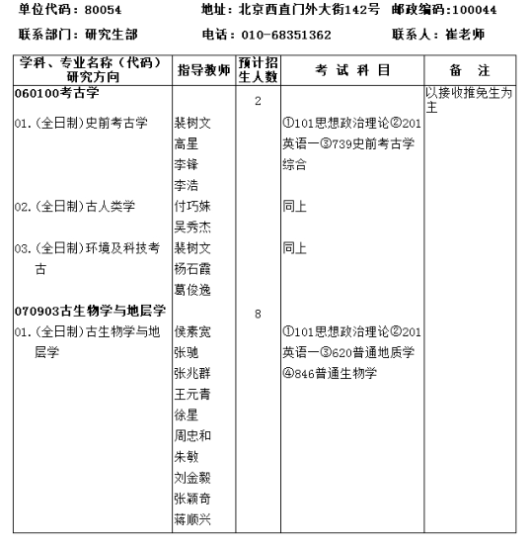 单位代码：80054 地址：北京西直门外大街142号 邮政编码：100044
联系部门：研究生部 电话：010-68351362 联系人：崔老师
学科、专业名称（代码）研究方向 指导教师 预计招生人数 考试科目 备注
060100考古学 2 以接收推免生为主
01.(全日制)史前考古学 裴树文 ①101思想政治理论②201
高星 英语一③739史前考古学
李锋 综合
李浩
02.(全日制)古人类学 付巧妹 同上
吴秀杰
03.(全日制)环境及科技考 裴树文 同上
古 杨石霞
葛俊逸
070903古生物学与地层学 8
01.(全日制)古生物学与地 侯素宽 ①101思想政治理论②201
层学 张驰 英语一③620普通地质学
张兆群 ④846普通生物学
王元青
徐星
周忠和
朱敏
刘金毅
张颖奇
蒋顺兴